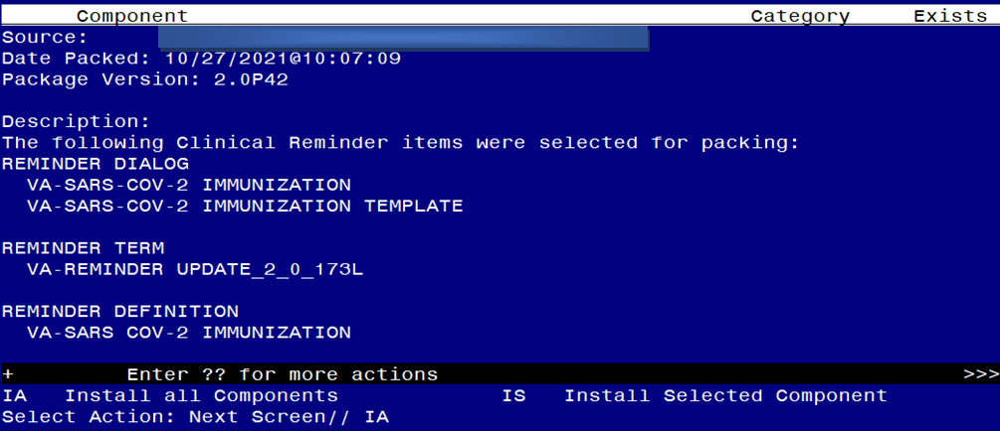 Component Category Exists
Source:
Date Packed: 10/27/2021@10:07:09
Package Version: 2.0P42
Description:
The following Clinical Reminder items were selected for packing:
REMINDER DIALOG
VA-SARS-COV-2 IMMUNIZATION
VA-SARS-COV-2 IMMUNIZATION TEMPLATE
REMINDER TERM
VA-REMINDER UPDATE_2_0_173L
REMINDER DEFINITION
VA-SARS COV-2 IMMUNIZATION
+ Enter ?? for more actions >>>
IA Install all Components IS Install Selected Component
Select Action: Next Screen// IA